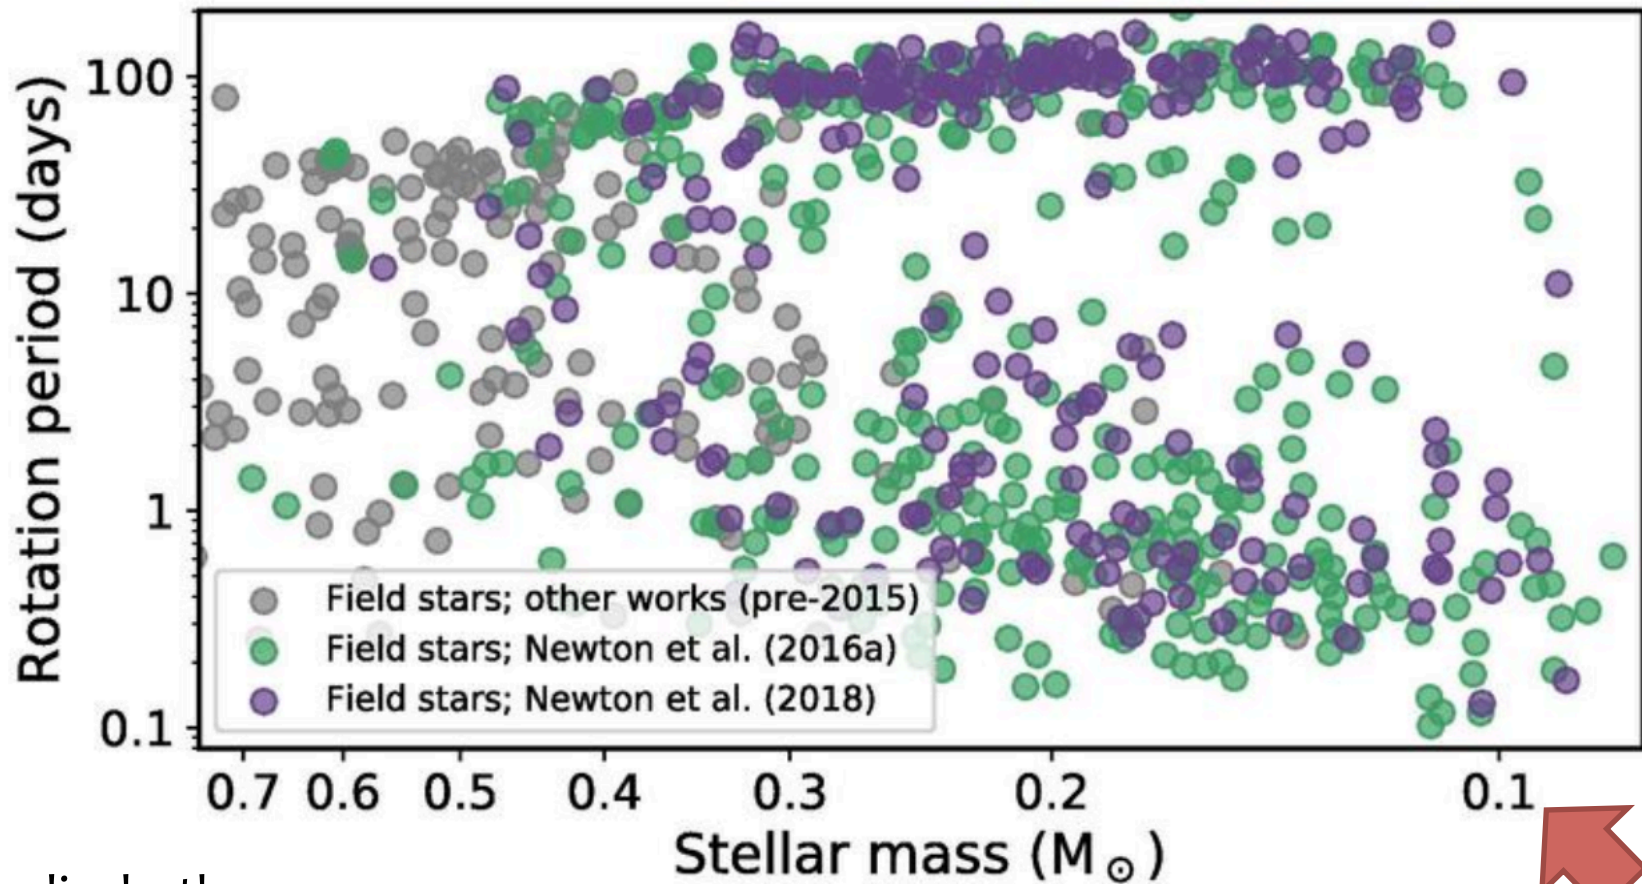 Rotation period (days)
100
10
1
0.1
Field stars; other works (pre-2015)
Field stars; Newton et al. (2016a)
Field stars; Newton et al. (2018)
0.7 0.6 0.5 0.4 0.3 0.2 0.1
Stellar mass (M⊙)